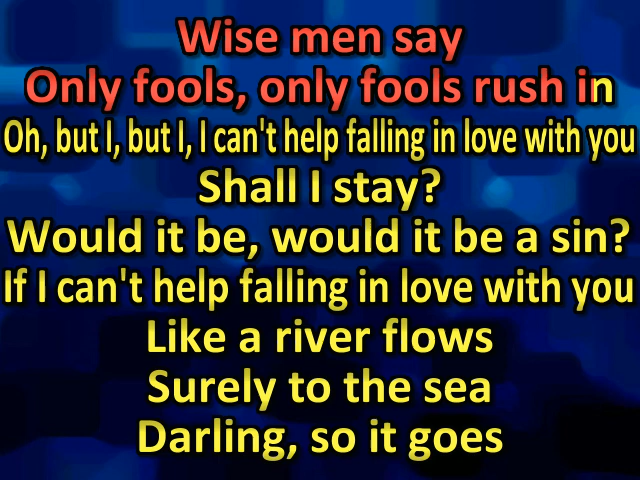 Wise men say
Only fools, only fools rush in
Oh, but I, but I, I can't help falling in love with you
Shall I stay?
Would it be, would it be a sin?
If I can't help falling in love with you
Like a river flows
Surely to the sea
Darling, so it goes